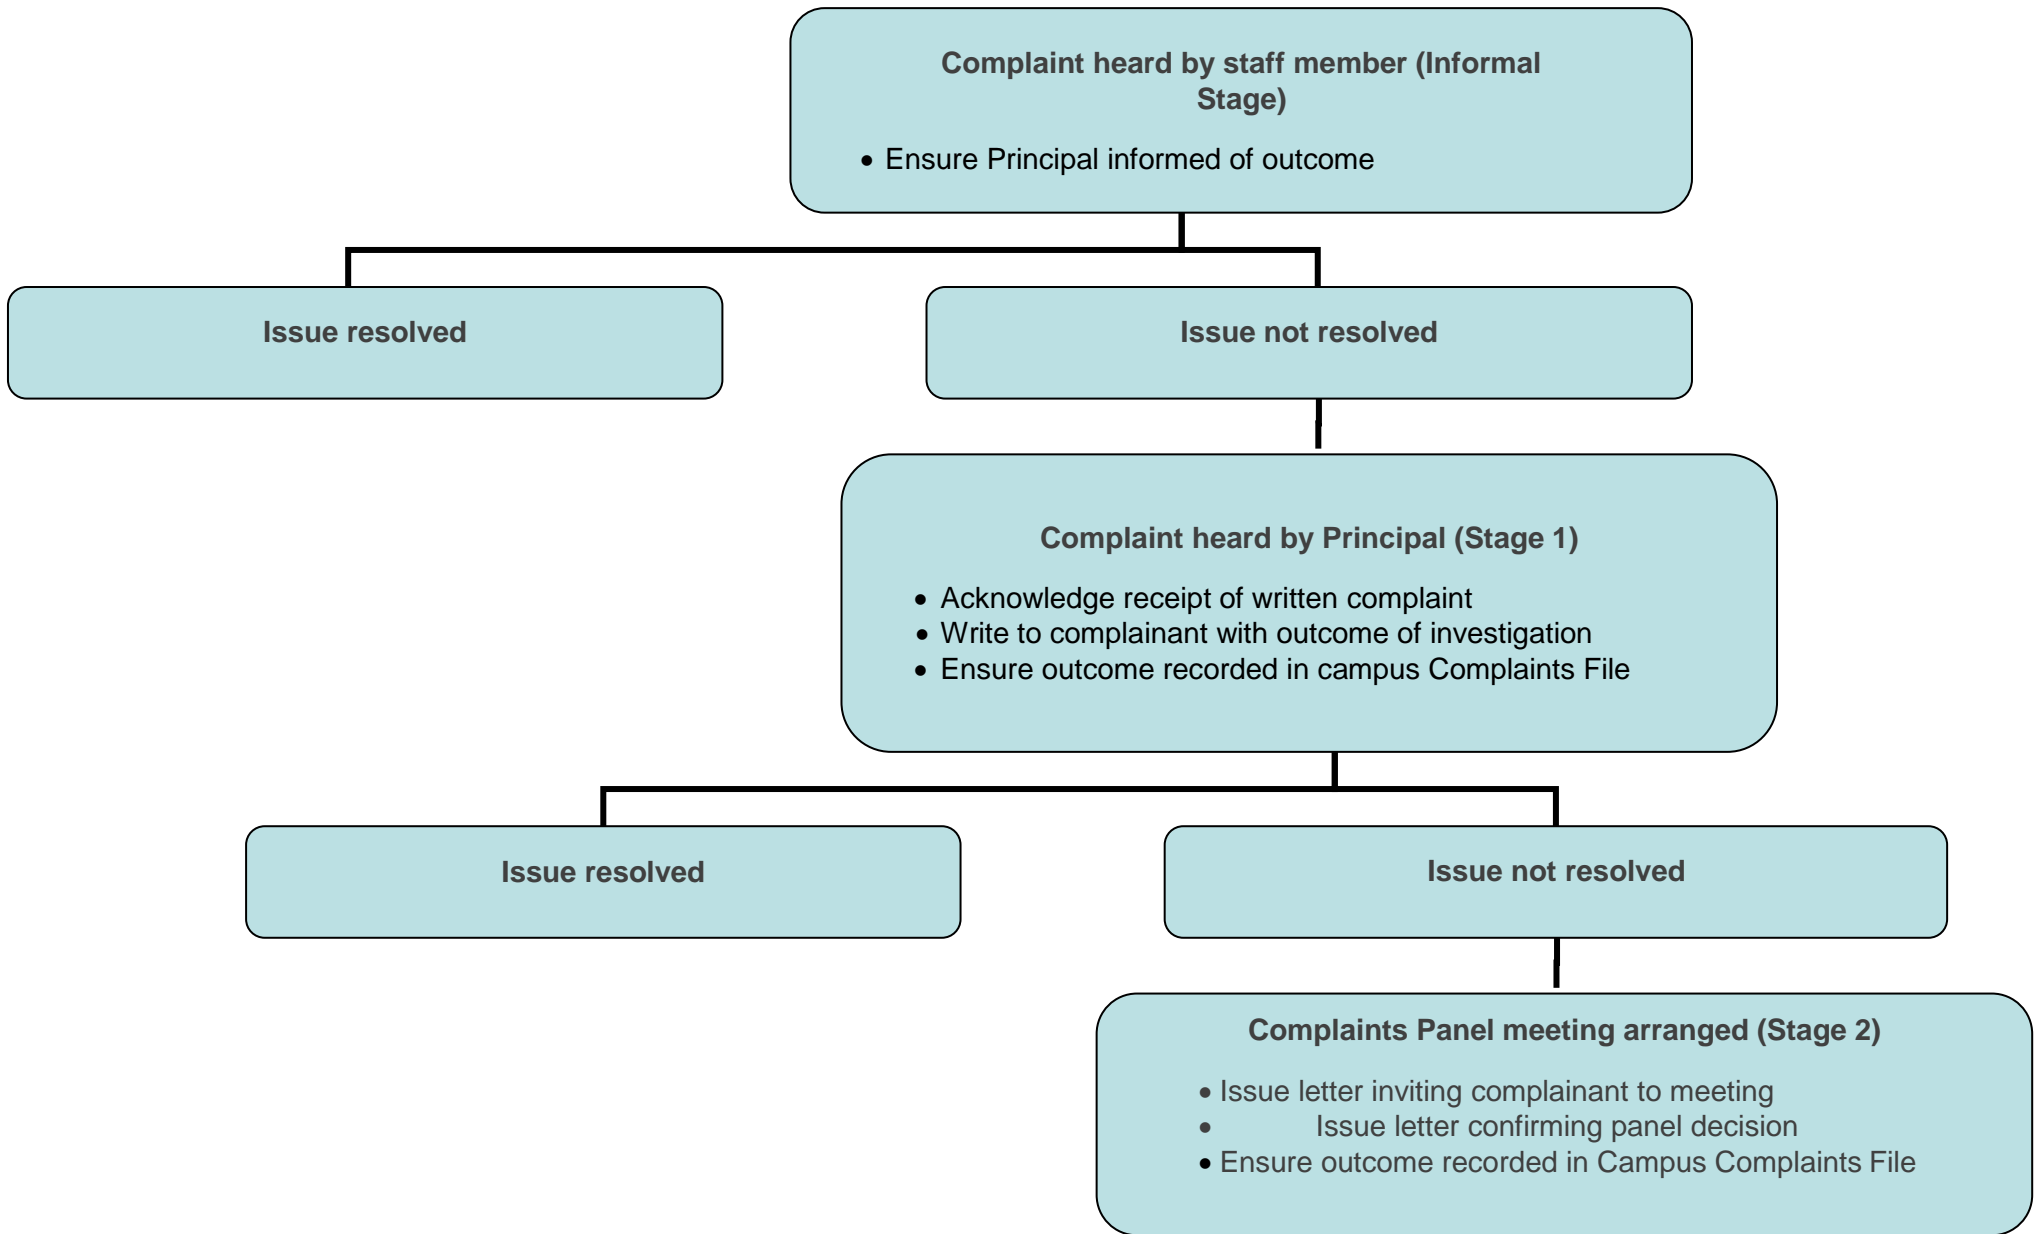 Complaint heard by staff member (Informal
Stage)
• Ensure Principal informed of outcome
Issue resolved
Issue not resolved
Complaint heard by Principal (Stage 1)
• Acknowledge receipt of written complaint
• Write to complainant with outcome of investigation
• Ensure outcome recorded in campus Complaints File
Issue resolved
Issue not resolved
Complaints Panel meeting arranged (Stage 2)
• Issue letter inviting complainant to meeting
• Issue letter confirming panel decision
• Ensure outcome recorded in Campus Complaints File